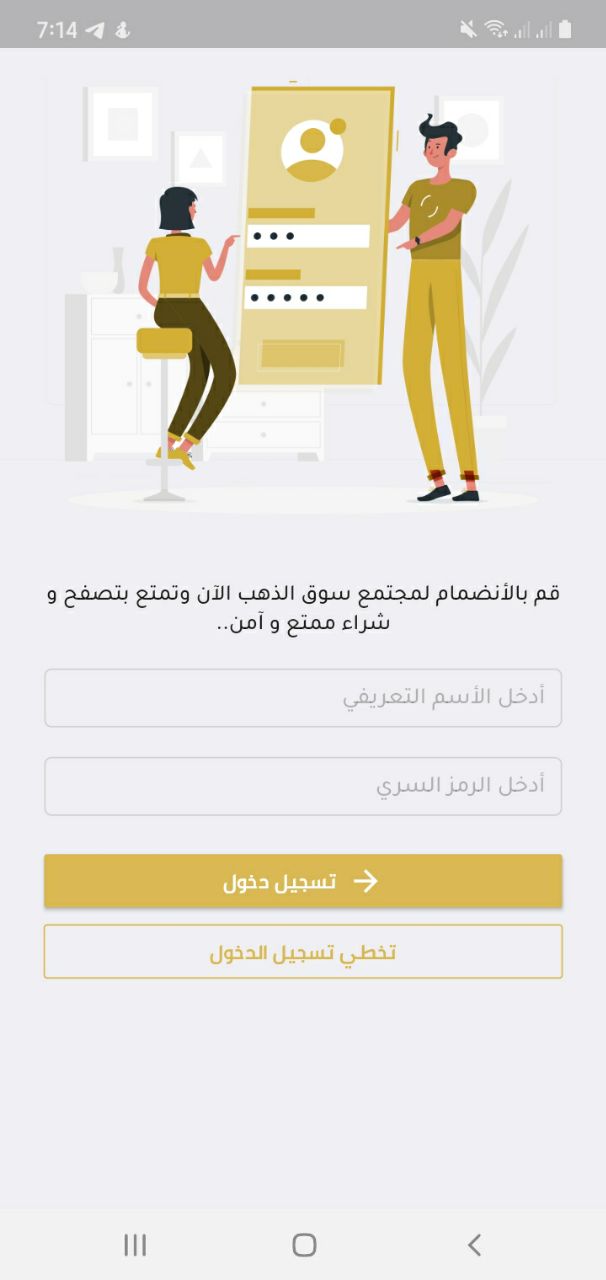 7:14
قم بالأنضمام لمجتمع سوق الذهب الآن وتمتع بتصفح و
شراء ممتع و آمن..
أدخل الأسم التعريفي
أدخل الرمز السري
تسجيل دخول
تخطي تسجيل الدخول